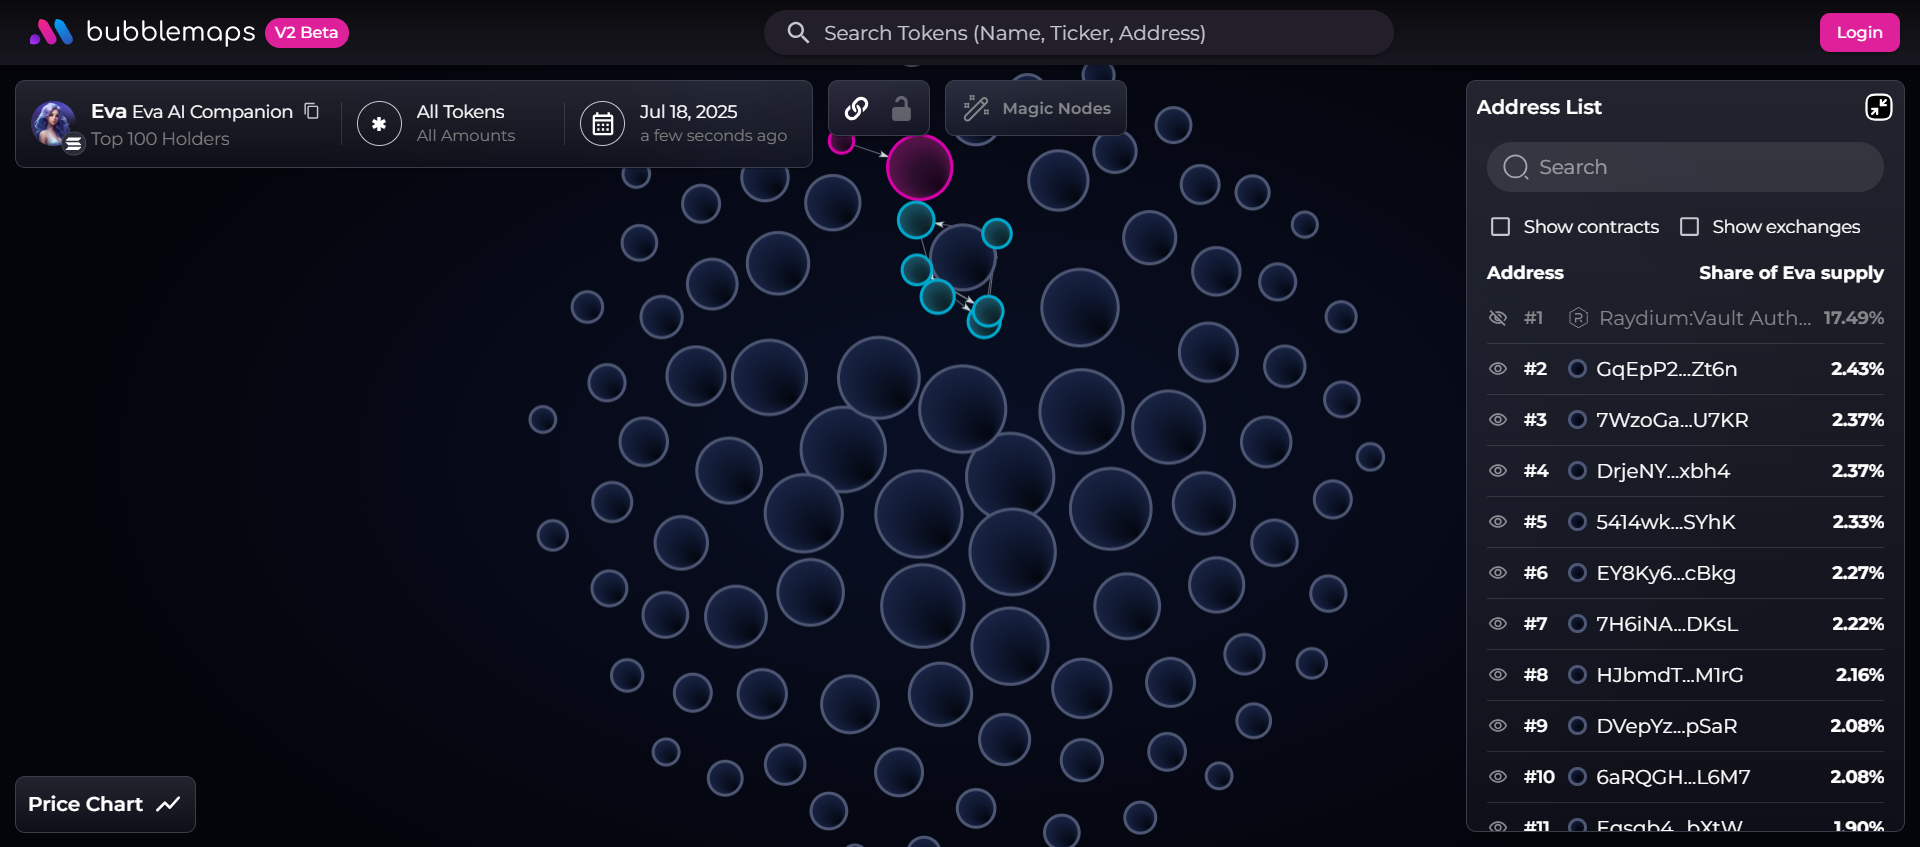 bubblemaps V2 Beta
Search Tokens (Name, Ticker, Address)
Login
Eva Eva AI Companion
Top 100 Holders
All Tokens
All Amounts
Jul 18, 2025
a few seconds ago
Magic Nodes
Address List
Search
Show contracts Show exchanges
Address Share of Eva supply
#1 Raydium:Vault Auth... 17.49%
#2 GqEpP2...Zt6n 2.43%
#3 7WzoGa...U7KR 2.37%
#4 DrjeNY...xbh4 2.37%
#5 5414wk...SYhK 2.33%
#6 EY8Ky6...cBkg 2.27%
#7 7H6iNA...DKsL 2.22%
#8 HJbmdT...M1rG 2.16%
#9 DVepYz...pSaR 2.08%
#10 6aRQGH...L6M7 2.08%
#11 1.90%
Price Chart